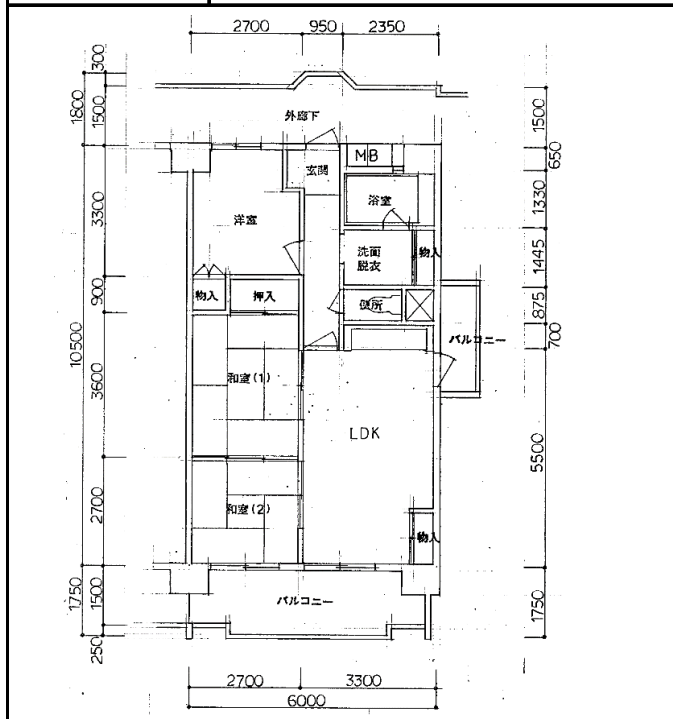 2700 950 2350
300
1800
1500
1500
外廊下
650
MB
玄関
浴室
1330
3300
洋室
洗面
脱衣
物入
1445
900
物入
押入
便所
875
バルコニー
700
10500
3600
和室(1)
LDK
5500
2700
和室(2)
物入
1750
1500
バルコニー
1750
250
2700 3300
6000